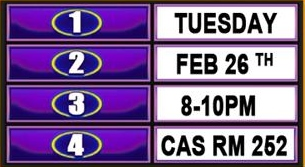 1 TUESDAY
2 FEB 26 TH
3 8-10PM
4 CAS RM 252